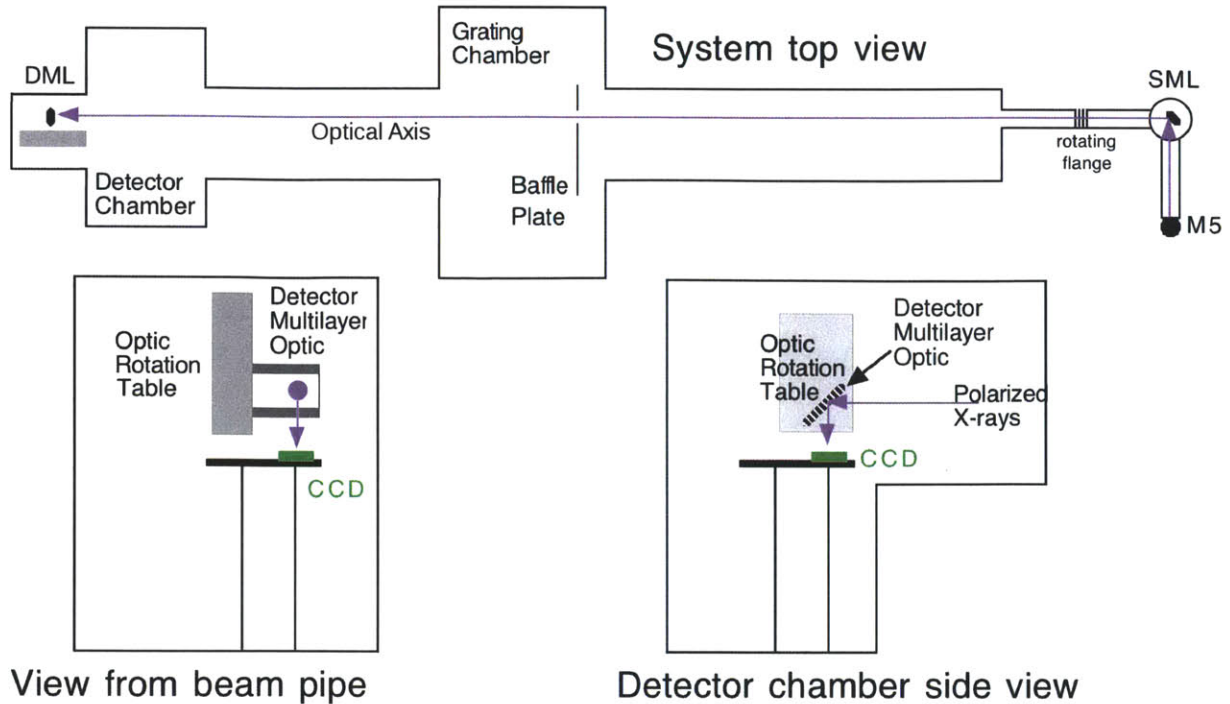 System top view
Grating
Chamber
DML
SML
Optical Axis
rotating
flange
Detector
Chamber
Baffle
Plate
M5
Optic
Rotation
Table
Detector
Multilayer
Optic
CCD
View from beam pipe
Optic
Rotation
Table
Detector
Multilayer
Optic
Polarized
X-rays
CCD
Detector chamber side view